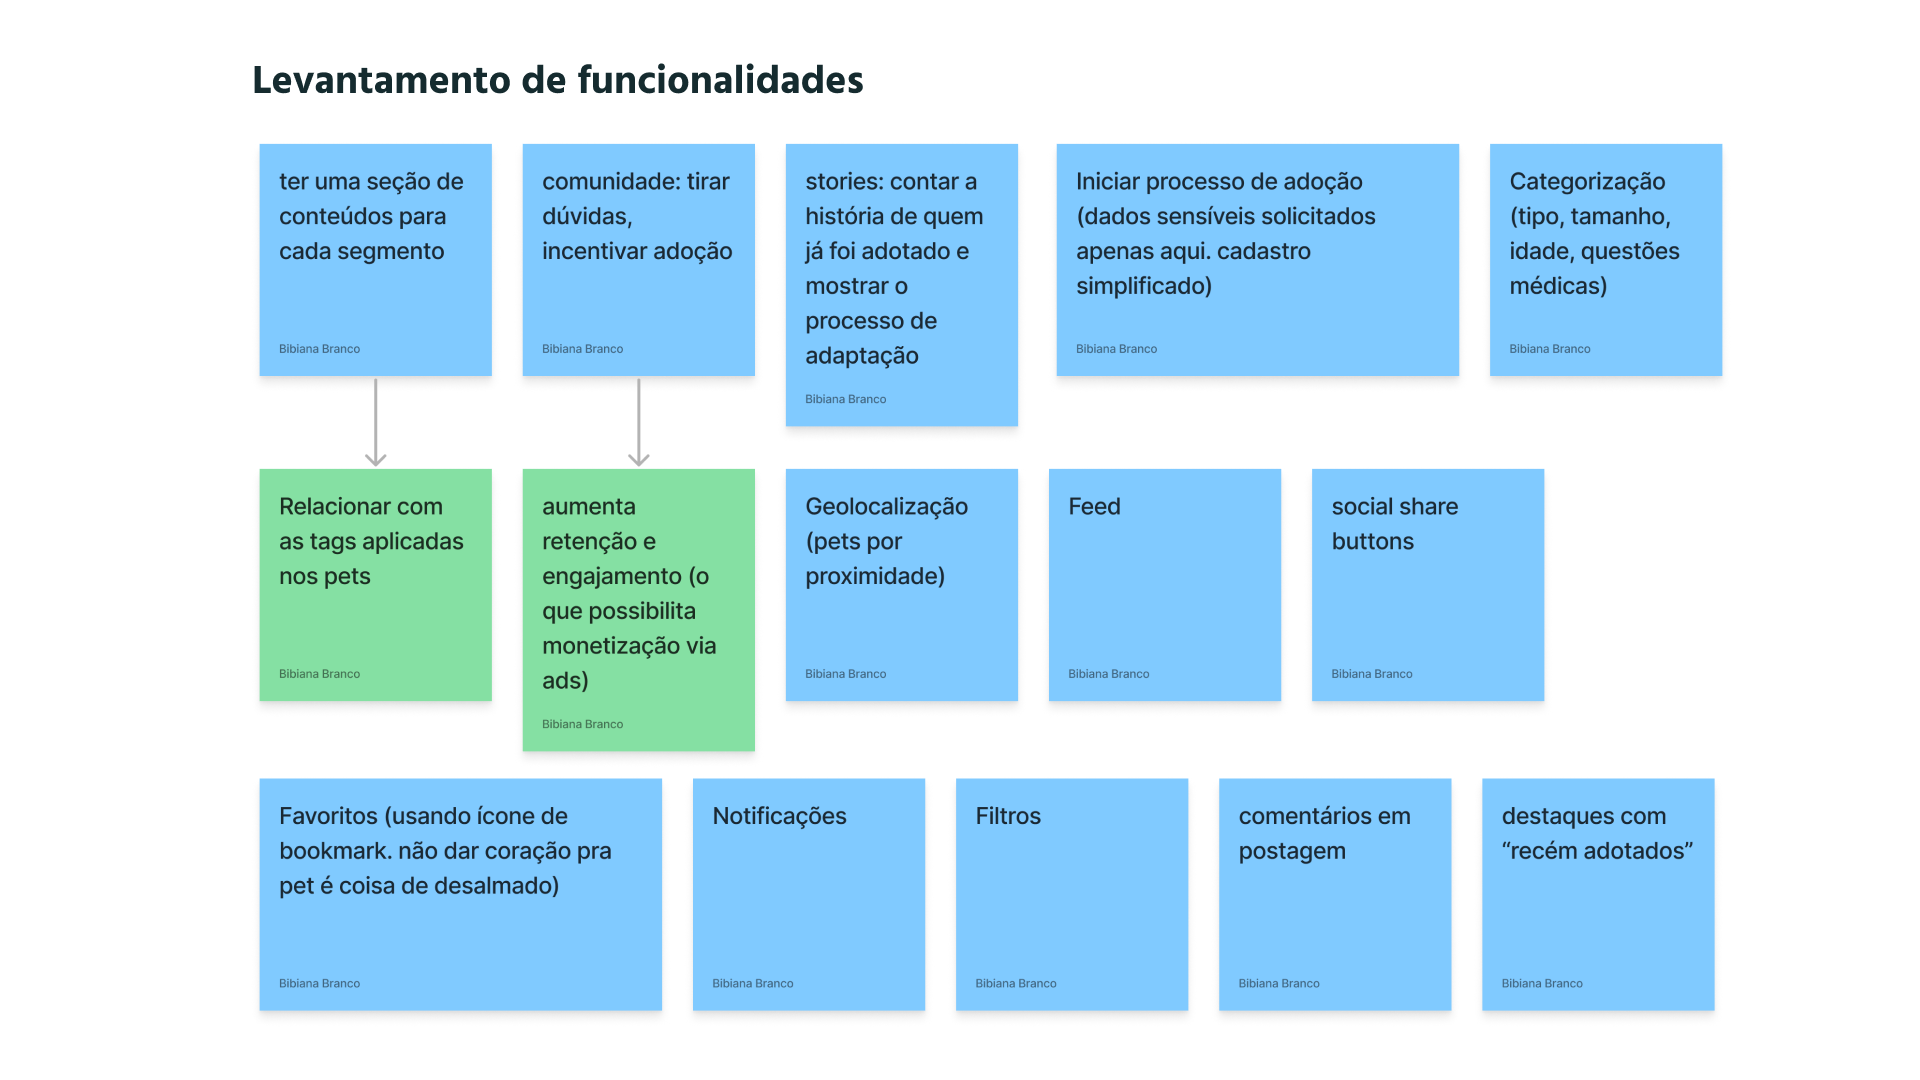 Levantamento de funcionalidades
ter uma seção de
conteúdos para
cada segmento
Bibiana Branco
comunidade: tirar
dúvidas,
incentivar adoção
Bibiana Branco
stories: contar a
história de quem
já foi adotado e
mostrar o
processo de
adaptação
Bibiana Branco
Iniciar processo de adoção
(dados sensíveis solicitados
apenas aqui. cadastro
simplificado)
Bibiana Branco
Categorização
(tipo, tamanho,
idade, questões
médicas)
Bibiana Branco
Relacionar com
as tags aplicadas
nos pets
Bibiana Branco
aumenta
retenção e
engajamento (o
que possibilita
monetização via
ads)
Bibiana Branco
Geolocalização
(pets por
proximidade)
Bibiana Branco
Feed
Bibiana Branco
social share
buttons
Bibiana Branco
Favoritos (usando ícone de
bookmark. não dar coração pra
pet é coisa de desalmado)
Bibiana Branco
Notificações
Bibiana Branco
Filtros
Bibiana Branco
comentários em
postagem
Bibiana Branco
destaques com
“recém adotados”
Bibiana Branco